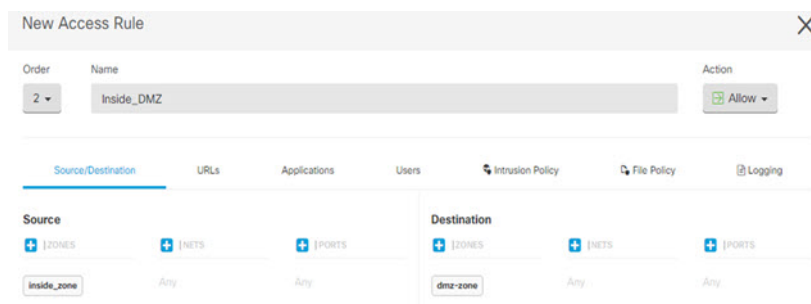 New Access Rule
Order Name Action
2 Inside_DMZ Allow
Source/Destination URLs Applications Users Intrusion Policy File Policy Logging
Source Destination
ZONES NETS PORTS ZONES NETS PORTS
inside_zone Any Any dmz-zone Any Any